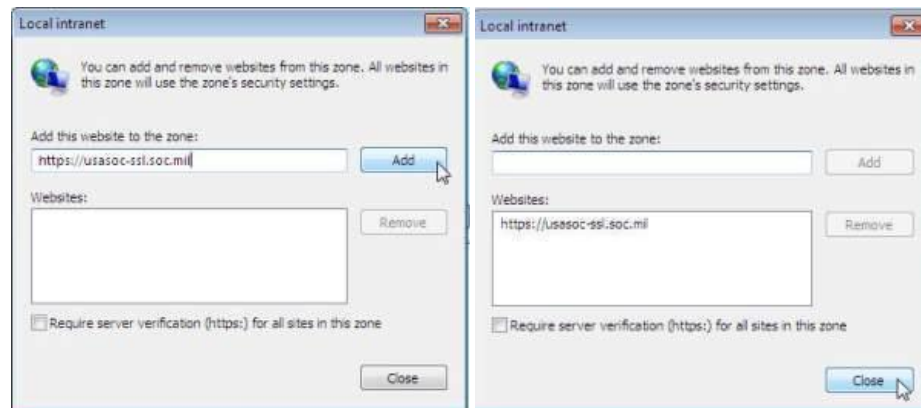 Local intranet
You can add and remove websites from this zone. All websites in
this zone will use the zone's security settings.
Add this website to the zone:
https://usasoc-ssl.soc.mil
Add
Websites:
Remove
Require server verification (https:) for all sites in this zone
Close
Local intranet
You can add and remove websites from this zone. All websites in
this zone will use the zone's security settings.
Add this website to the zone:
Add
Websites:
https://usasoc-ssl.soc.mil
Remove
Require server verification (https:) for all sites in this zone
Close